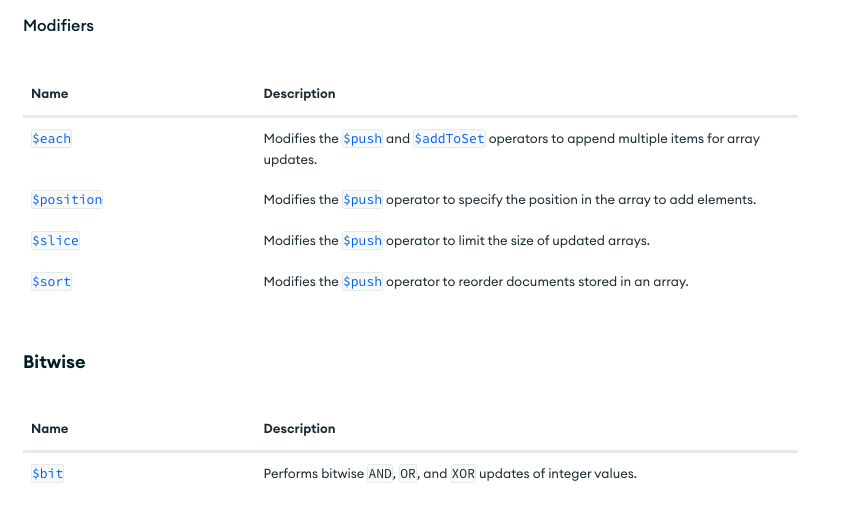 Modifiers
Name Description
$each Modifies the $push and $addToSet operators to append multiple items for array
updates.
$position Modifies the $push operator to specify the position in the array to add elements.
$slice Modifies the $push operator to limit the size of updated arrays.
$sort Modifies the $push operator to reorder documents stored in an array.
Bitwise
Name Description
$bit Performs bitwise AND, OR, and XOR updates of integer values.